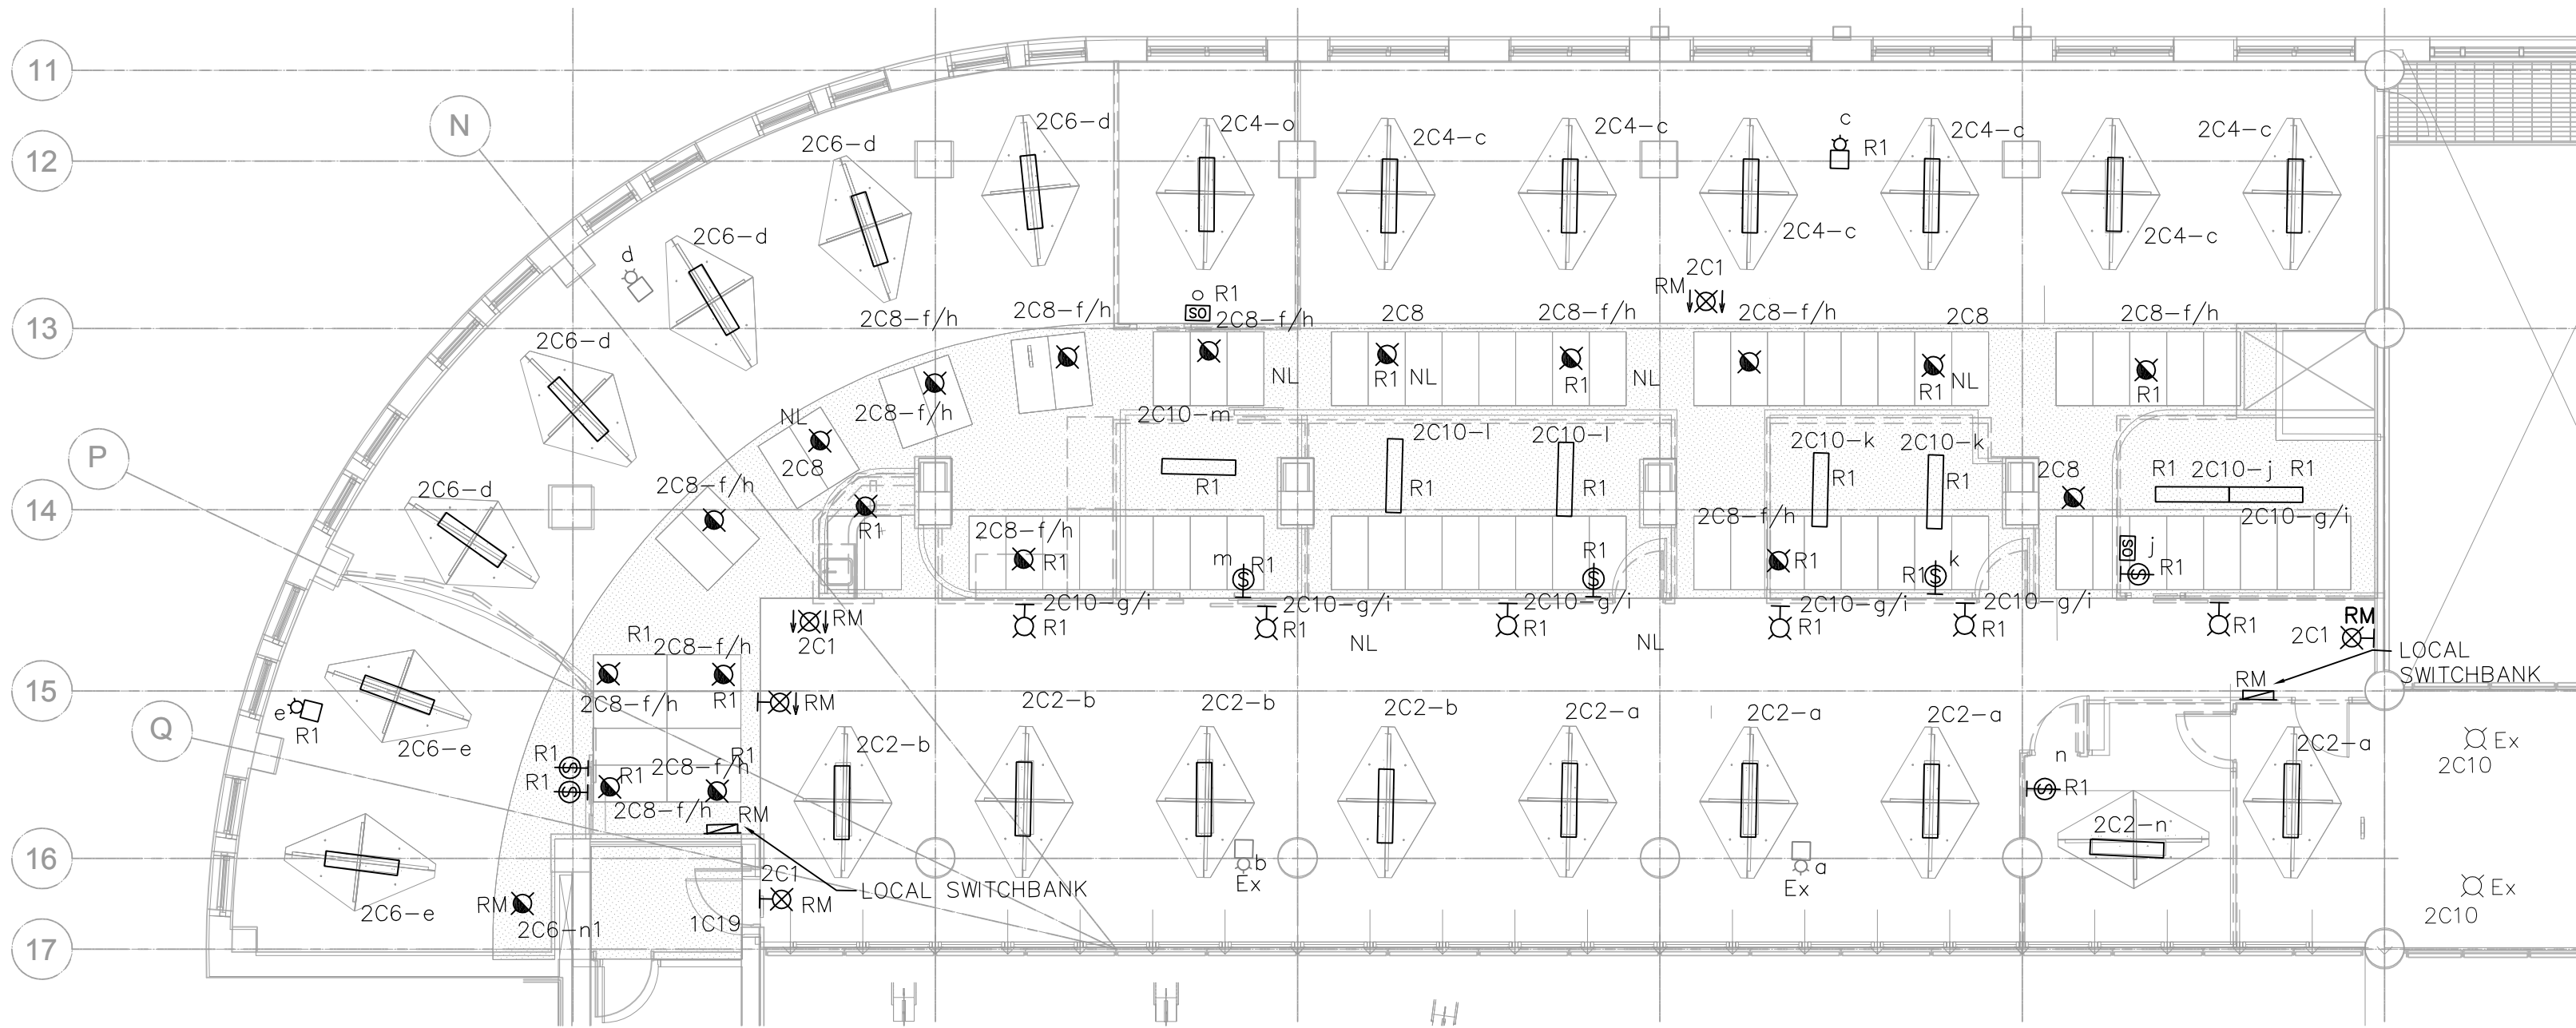 11
N
2C6-d
2C4-o
2C4-c
2C4-c
c
2C4-c
2C4-c
R1
2C6-d
12
2C6-d
2C4-c
2C4-c
d
2C1
RM
o R1
2C8-f/h
2C8-f/h
2C8-f/h
2C8
2C8-f/h
2C8-f/h
2C8
2C8-f/h
SO
13
2C6-d
NL
R1
NL
R1
NL
R1
NL
R1
NL
2C8-f/h
2C10-m
2C10-l
2C10-l
2C10-k
2C10-k
P
2C8
2C8
R1
2C10-j
R1
2C6-d
2C8-f/h
R1
R1
R1
R1
R1
14
2C8-f/h
2C8-f/h
2C10-g/i
R1
R1
m
R1
R1
R1
R1
k
SO
j
S
R1
S
S
S
2C10-g/i
2C10-g/i
2C10-g/i
2C10-g/i
2C10-g/i
RM
R1
R1
R1
R1
R1
R1
RM
2C1
2C1
R1
2C8-f/h
NL
NL
LOCAL
SWITCHBANK
15
RM
R1
RM
2C8-f/h
e
R1
2C2-b
2C2-b
2C2-b
2C2-a
2C2-a
2C2-a
Q
2C6-e
2C2-b
n
2C2-a
Ex
2C10
R1
S
R1
S
R1
R1
2C8-f/h
S
R1
2C8-f/h
RM
2C2-n
16
b
Ex
a
Ex
2C1
LOCAL SWITCHBANK
Ex
2C10
RM
RM
2C6-e
2C6-n1
1C19
17